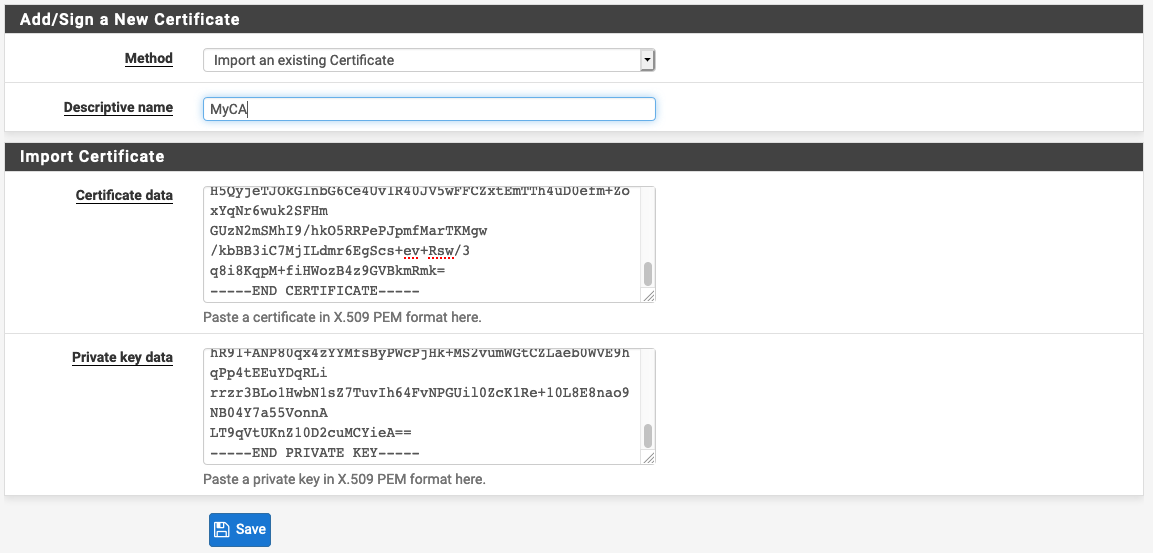 Add/Sign a New Certificate
Method
Import an existing Certificate
Descriptive name
MyCA
Import Certificate
Certificate data
xYqNr6wuk2SFHm
GUzN2mSMhI9/hkO5RRPePJpmfMarTKMgw
/kbBB3iC7MjILdmr6EgScs+ev+Rsw/3
q8i8KqpM+fiHWozB4z9GVBkmRmk=
-----END CERTIFICATE-----
Paste a certificate in X.509 PEM format here.
Private key data
qPp4tEEuYDqRLi
rrzr3BLo1HwbN1sZ7TuvIh64FvNPGUil0ZcK1Re+10L8E8nao9
NB04Y7a55VonnA
LT9qVtUKnZ10D2cuMCYieA==
-----END PRIVATE KEY-----
Paste a private key in X.509 PEM format here.
Save